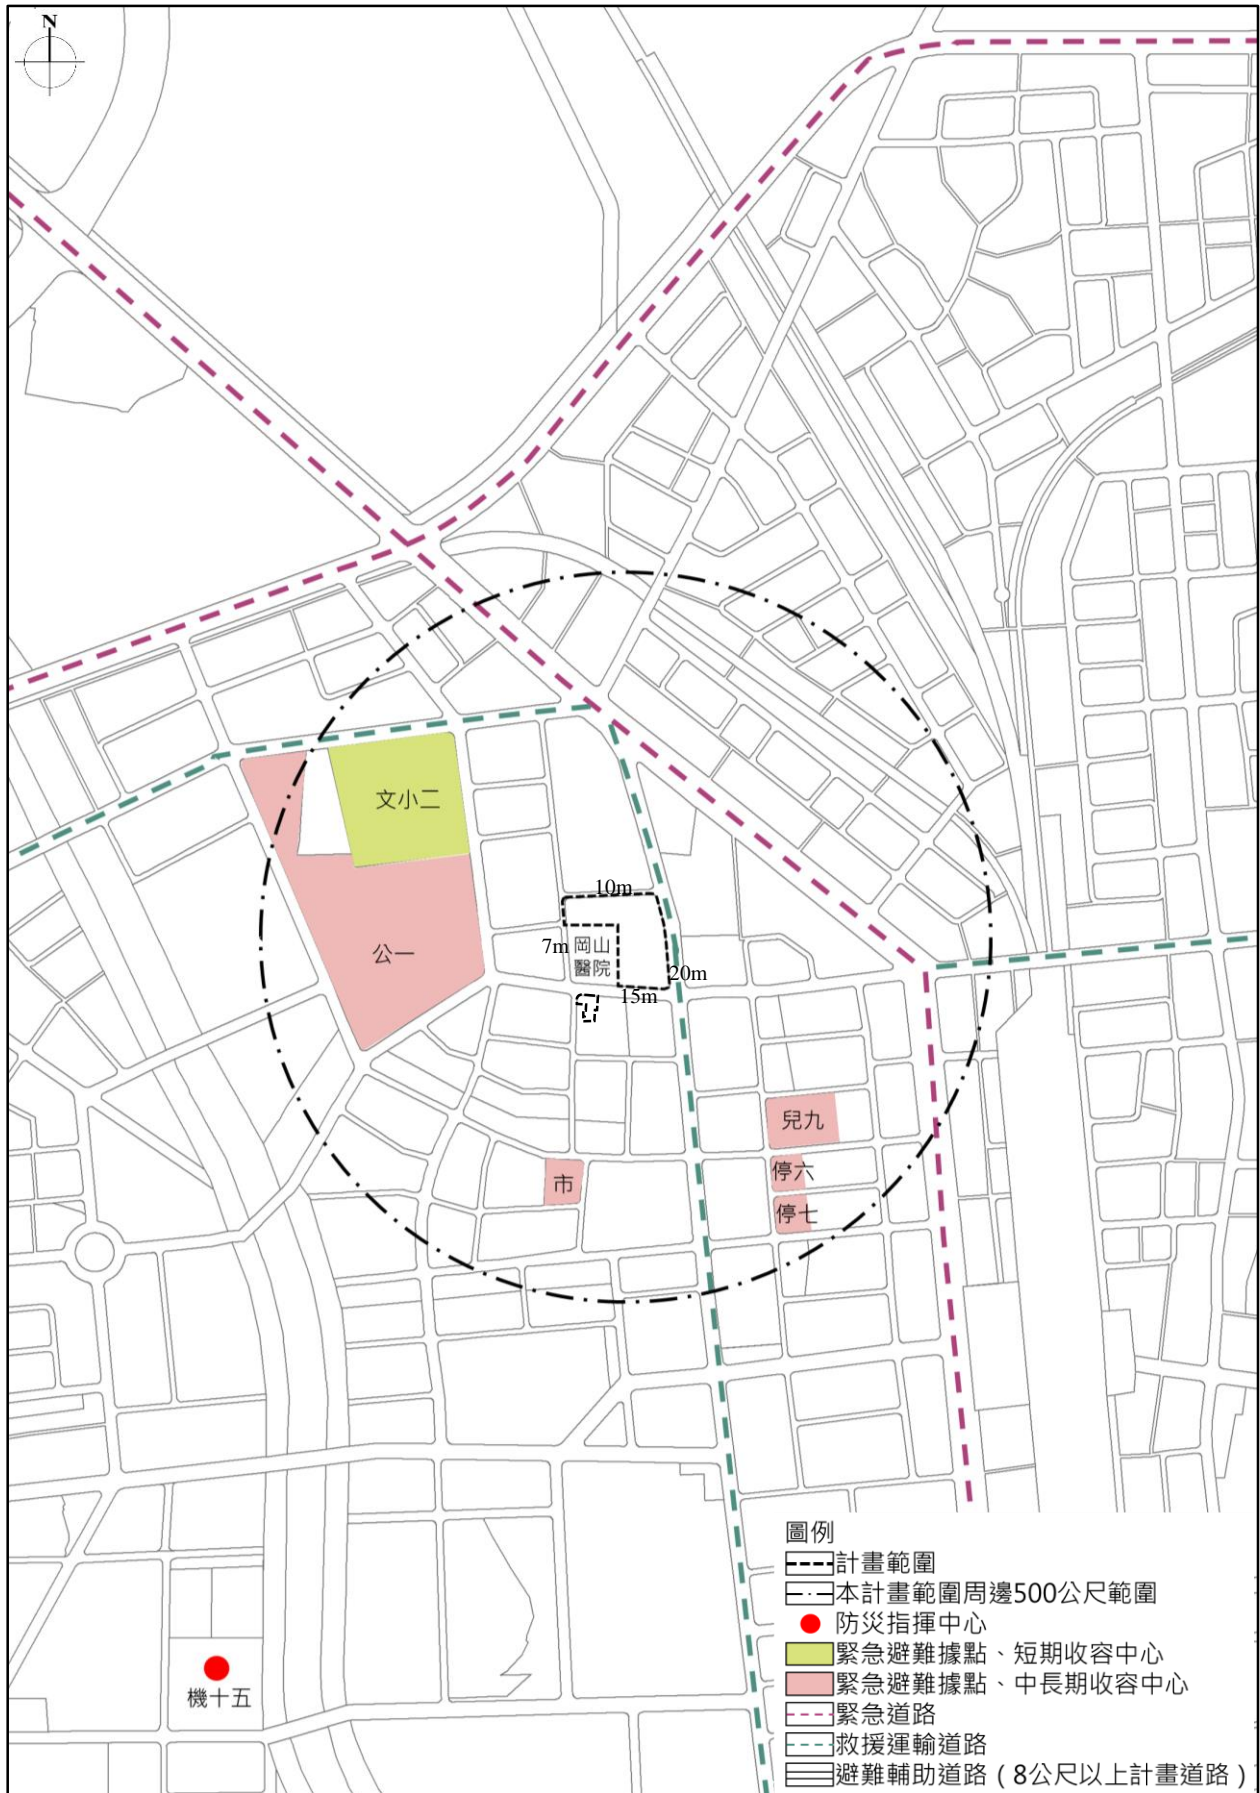 N
文小二
10m
公一
7m
岡山
醫院
20m
15m
兒九
停六
市
停七
機十五
圖例
計畫範圍
本計畫範圍周邊500公尺範圍
防災指揮中心
緊急避難據點、短期收容中心
緊急避難據點、中長期收容中心
緊急道路
救援運輸道路
避難輔助道路(8公尺以上計畫道路)